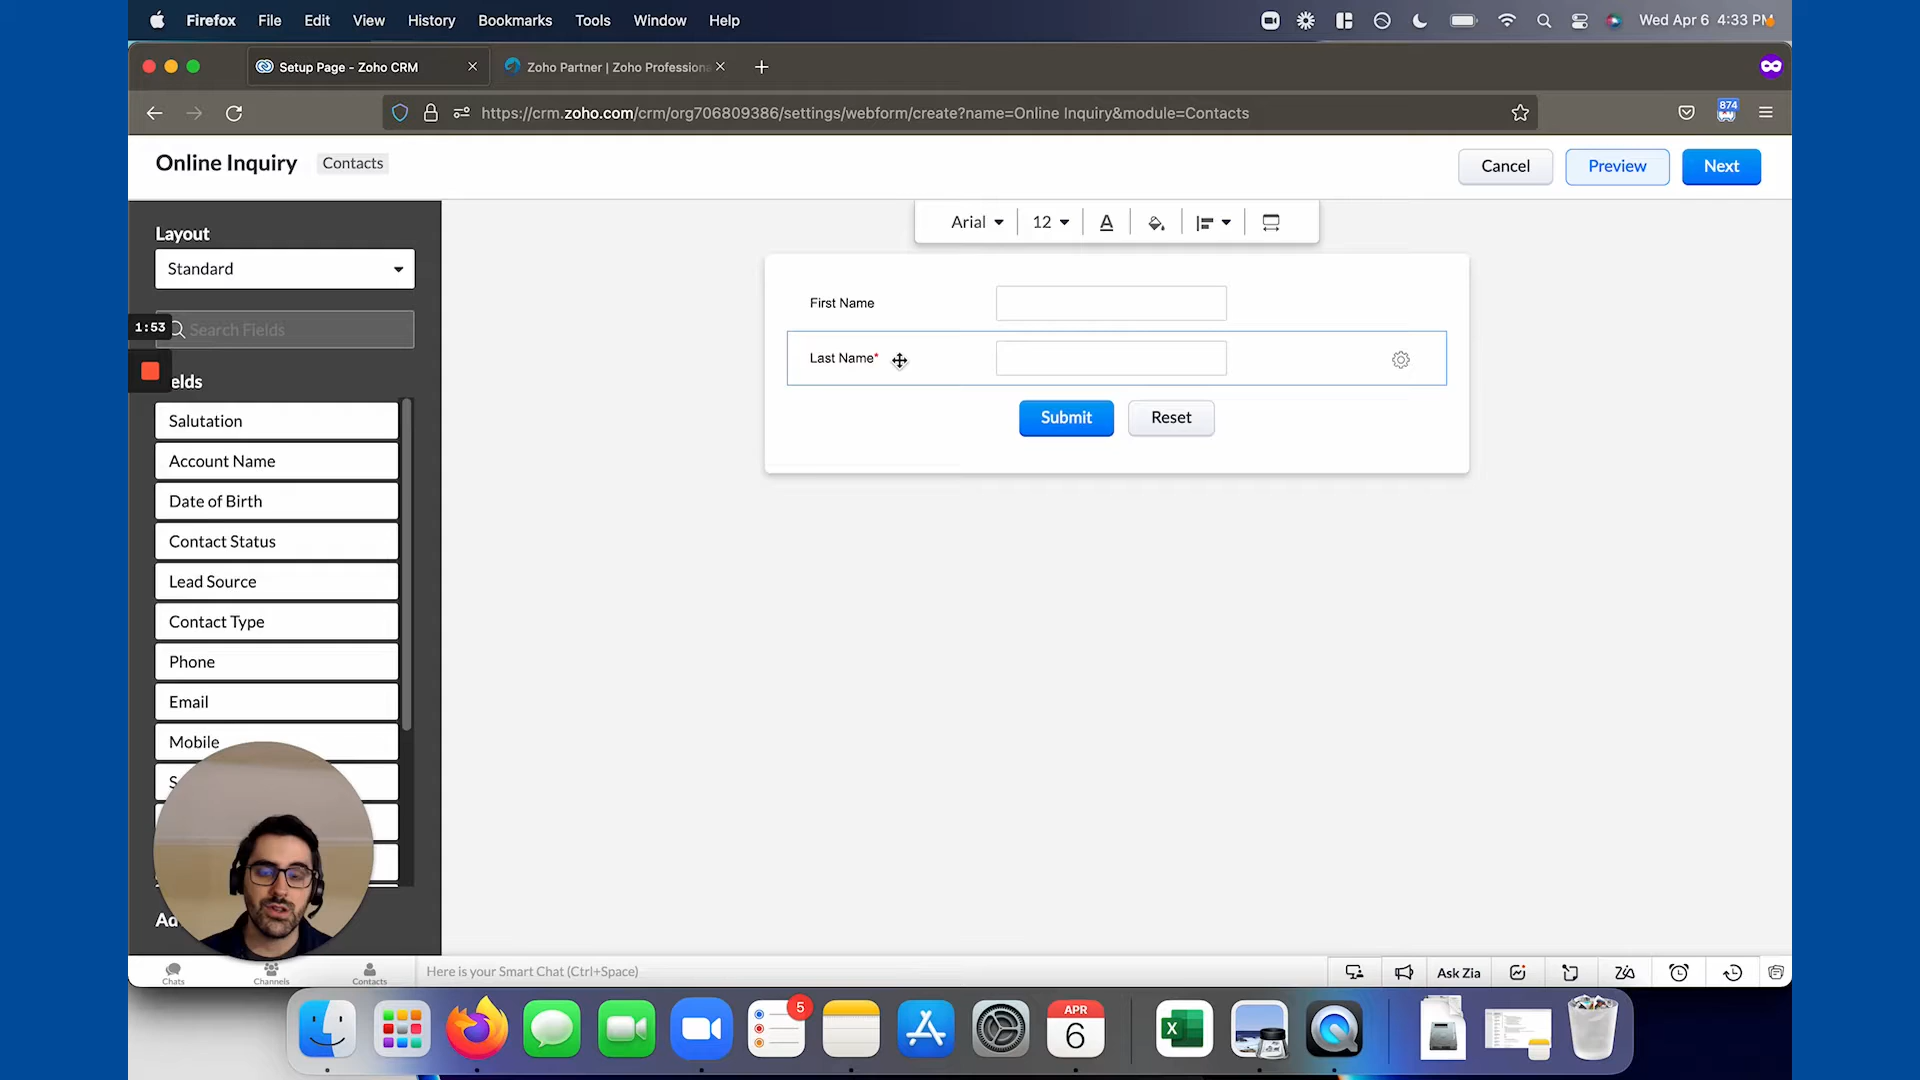 Firefox File Edit View History Bookmarks Tools Window Help Wed Apr 6 4:33 PM
Setup Page - Zoho CRM Zoho Partner | Zoho Professiona
https://crm.zoho.com/crm/org706809386/settings/webform/create?name=Online Inquiry&module=Contacts 874
Online Inquiry Contacts Cancel Preview Next
Arial 12 A
Layout
Standard
1:53 Search Fields
elds
Salutation
Account Name
Date of Birth
Contact Status
Lead Source
Contact Type
Phone
Email
Mobile
S
Ad
First Name
Last Name*
Submit Reset
Chats Channels Contacts Here is your Smart Chat (Ctrl+Space) Ask Zia
5
APR
6
X